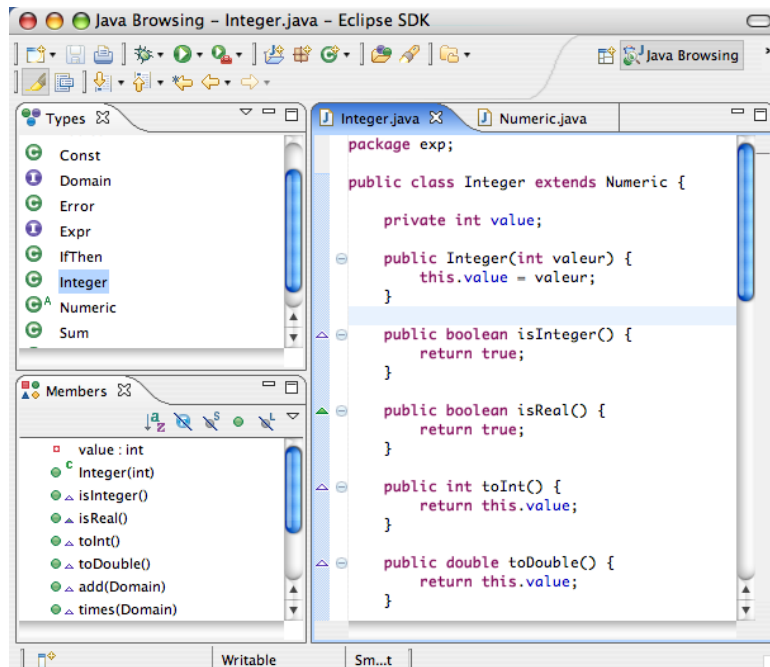 Java Browsing – Integer.java – Eclipse SDK
Java Browsing
Types
Const
Domain
Error
Expr
IfThen
Integer
Numeric
Sum
Members
value : int
Integer(int)
isInteger()
isReal()
toInt()
toDouble()
add(Domain)
times(Domain)
Integer.java
Numeric.java
package exp;
public class Integer extends Numeric {
private int value;
public Integer(int valeur) {
this.value = valeur;
}
public boolean isInteger() {
return true;
}
public boolean isReal() {
return true;
}
public int toInt() {
return this.value;
}
public double toDouble() {
return this.value;
}
Writable
Sm...t